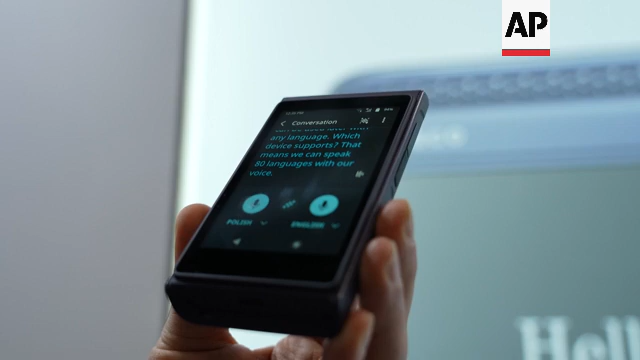 AP
Conversation
any language. Which
device supports? That
means we can speak
80 languages with our
voice.
POLISH
ENGLISH
Hell